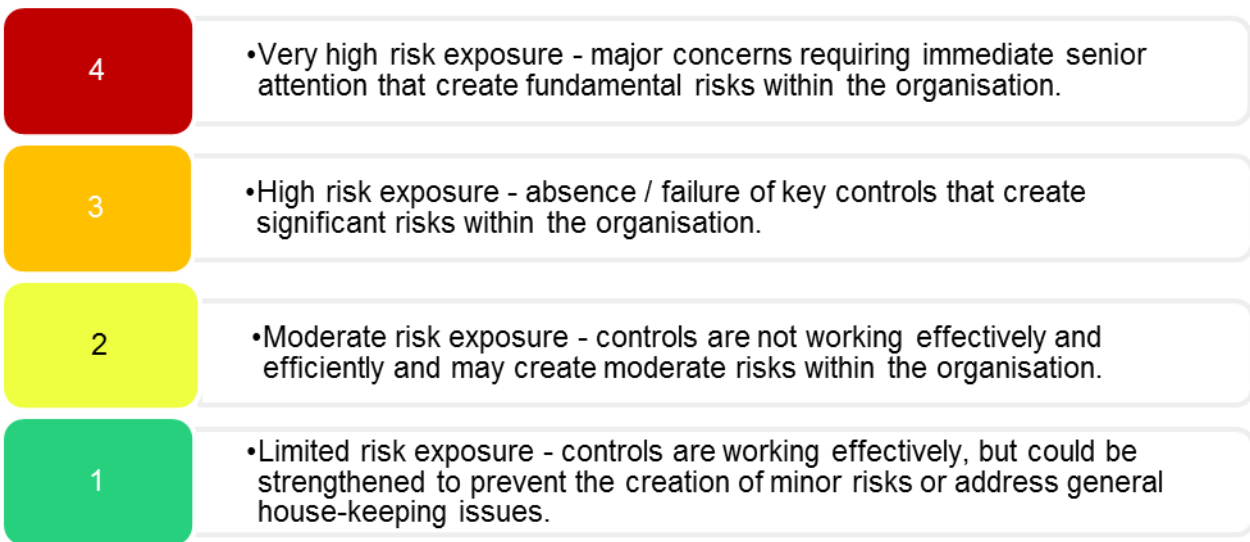 4
•Very high risk exposure - major concerns requiring immediate senior
attention that create fundamental risks within the organisation.
3
•High risk exposure - absence / failure of key controls that create
significant risks within the organisation.
2
•Moderate risk exposure - controls are not working effectively and
efficiently and may create moderate risks within the organisation.
1
•Limited risk exposure - controls are working effectively, but could be
strengthened to prevent the creation of minor risks or address general
house-keeping issues.